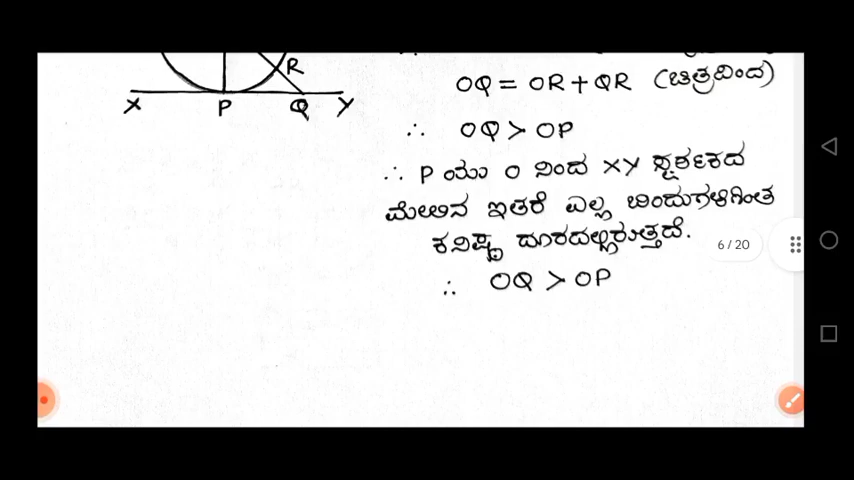 R
OQ = OR + QR (ಚಿತ್ರದಿಂದ)
X P Q Y
∴ OQ > OP
∴ P ಯು O ನಿಂದ XY ಸ್ಪರ್ಶಕದ
ಮೇಲಿನ ಇತರೆ ಎಲ್ಲ ಬಿಂದುಗಳಿಗಿಂತ
ಕನಿಷ್ಠ ದೂರದಲ್ಲಿರುತ್ತದೆ.
6 / 20
∴ OQ > OP